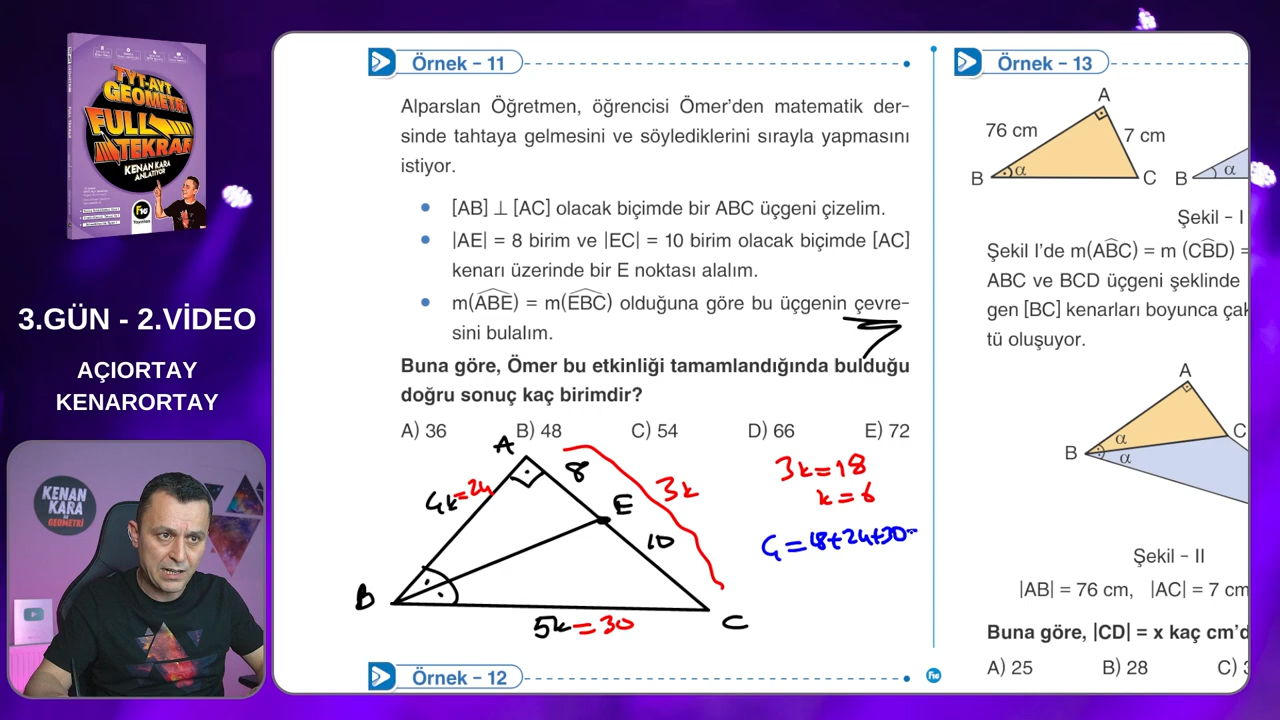 TYT-AYT
GEOMETRİ
FULL
TEKRAR
KENAN KARA
ANLATIYOR
3.GÜN - 2.VİDEO
AÇIORTAY
KENARORTAY
KENAN
KARA
GEOMETRİ
Örnek - 11
Alparslan Öğretmen, öğrencisi Ömer'den matematik der-
sinde tahtaya gelmesini ve söylediklerini sırayla yapmasını
istiyor.
• [AB] ⊥ [AC] olacak biçimde bir ABC üçgeni çizelim.
• |AE| = 8 birim ve |EC| = 10 birim olacak biçimde [AC]
kenarı üzerinde bir E noktası alalım.
• m(ABE) = m(EBC) olduğuna göre bu üçgenin çevre-
sini bulalım.
Buna göre, Ömer bu etkinliği tamamlandığında bulduğu
doğru sonuç kaç birimdir?
A) 36 B) 48 C) 54 D) 66 E) 72
A
8
4k=24
E
3k
10
B
5k=30
C
3k=18
k=6
Ç=18+24+30=
Örnek - 12
Örnek - 13
A
76 cm
7 cm
B
α
C
B
α
Şekil - I
Şekil I'de m(ABC) = m (CBD) =
ABC ve BCD üçgeni şeklinde
gen [BC] kenarları boyunca çak
tü oluşuyor.
A
B
α
α
C
Şekil - II
|AB| = 76 cm, |AC| = 7 cm
Buna göre, |CD| = x kaç cm'd
A) 25 B) 28 C) 3